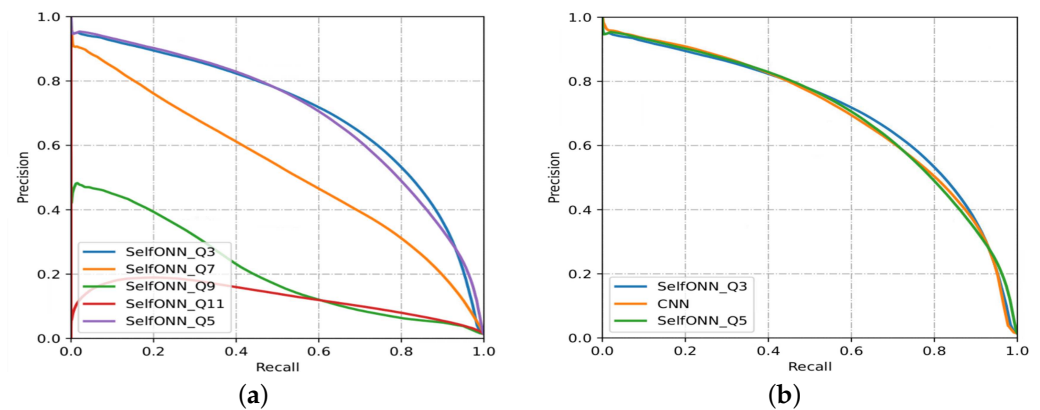 1.0
0.8
0.6
0.4
0.2
0.0
Precision
SelfONN_Q3
SelfONN_Q7
SelfONN_Q9
SelfONN_Q11
SelfONN_Q5
0.0 0.2 0.4 0.6 0.8 1.0
Recall
(a)
1.0
0.8
0.6
0.4
0.2
0.0
Precision
SelfONN_Q3
CNN
SelfONN_Q5
0.0 0.2 0.4 0.6 0.8 1.0
Recall
(b)